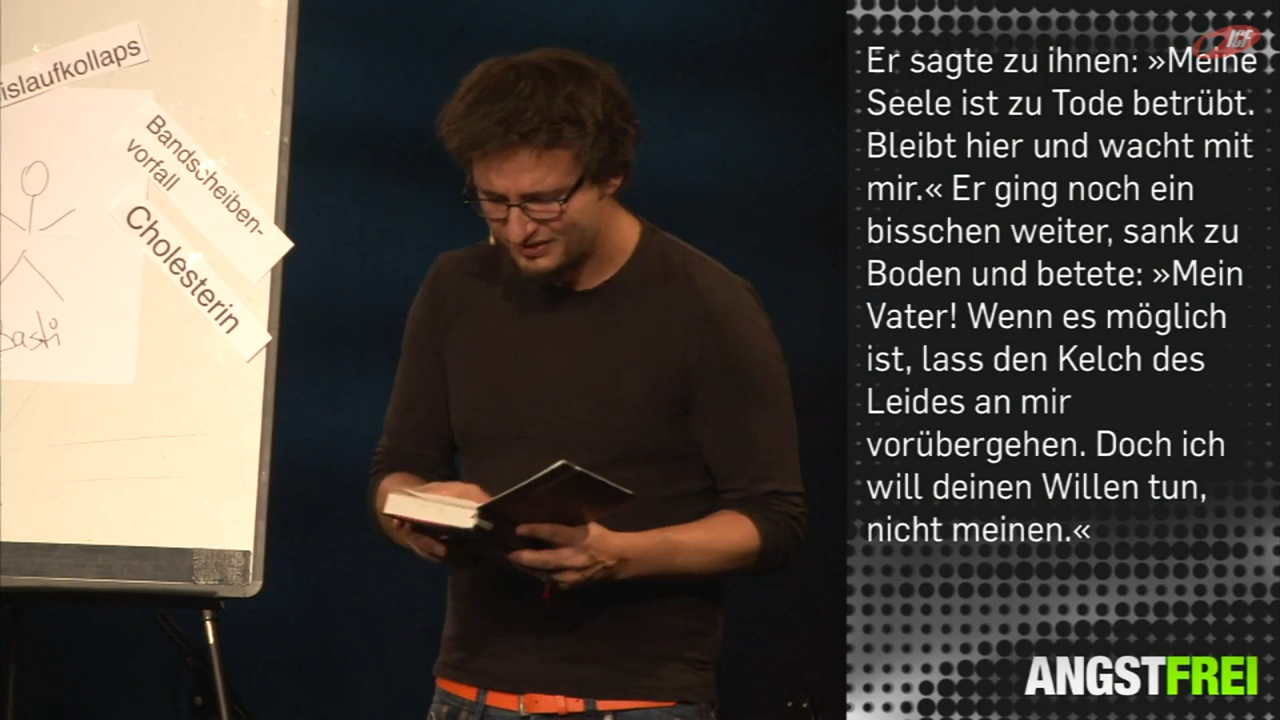 islaufkollaps
Bandscheiben-
vorfall
Cholesterin
Basti
Er sagte zu ihnen: »Meine
Seele ist zu Tode betrübt.
Bleibt hier und wacht mit
mir.« Er ging noch ein
bisschen weiter, sank zu
Boden und betete: »Mein
Vater! Wenn es möglich
ist, lass den Kelch des
Leides an mir
vorübergehen. Doch ich
will deinen Willen tun,
nicht meinen.«
ANGSTFREI